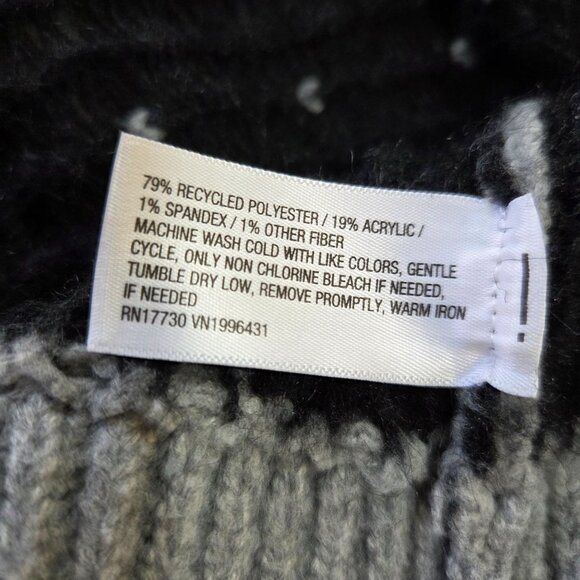 79% RECYCLED POLYESTER / 19% ACRYLIC /
1% SPANDEX / 1% OTHER FIBER
MACHINE WASH COLD WITH LIKE COLORS, GENTLE
CYCLE, ONLY NON CHLORINE BLEACH IF NEEDED,
TUMBLE DRY LOW, REMOVE PROMPTLY, WARM IRON
IF NEEDED
RN17730 VN1996431